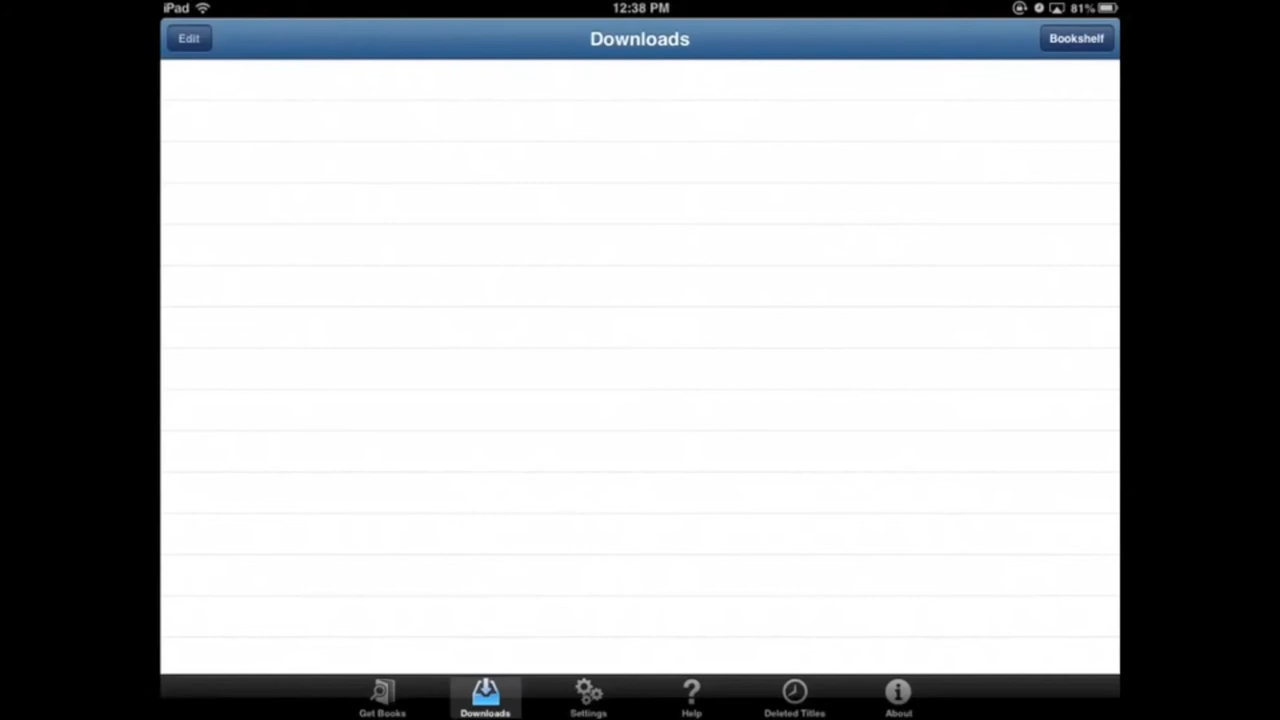 iPad 12:38 PM 81%
Edit Downloads Bookshelf
Get Books Downloads Settings Help Deleted Titles About